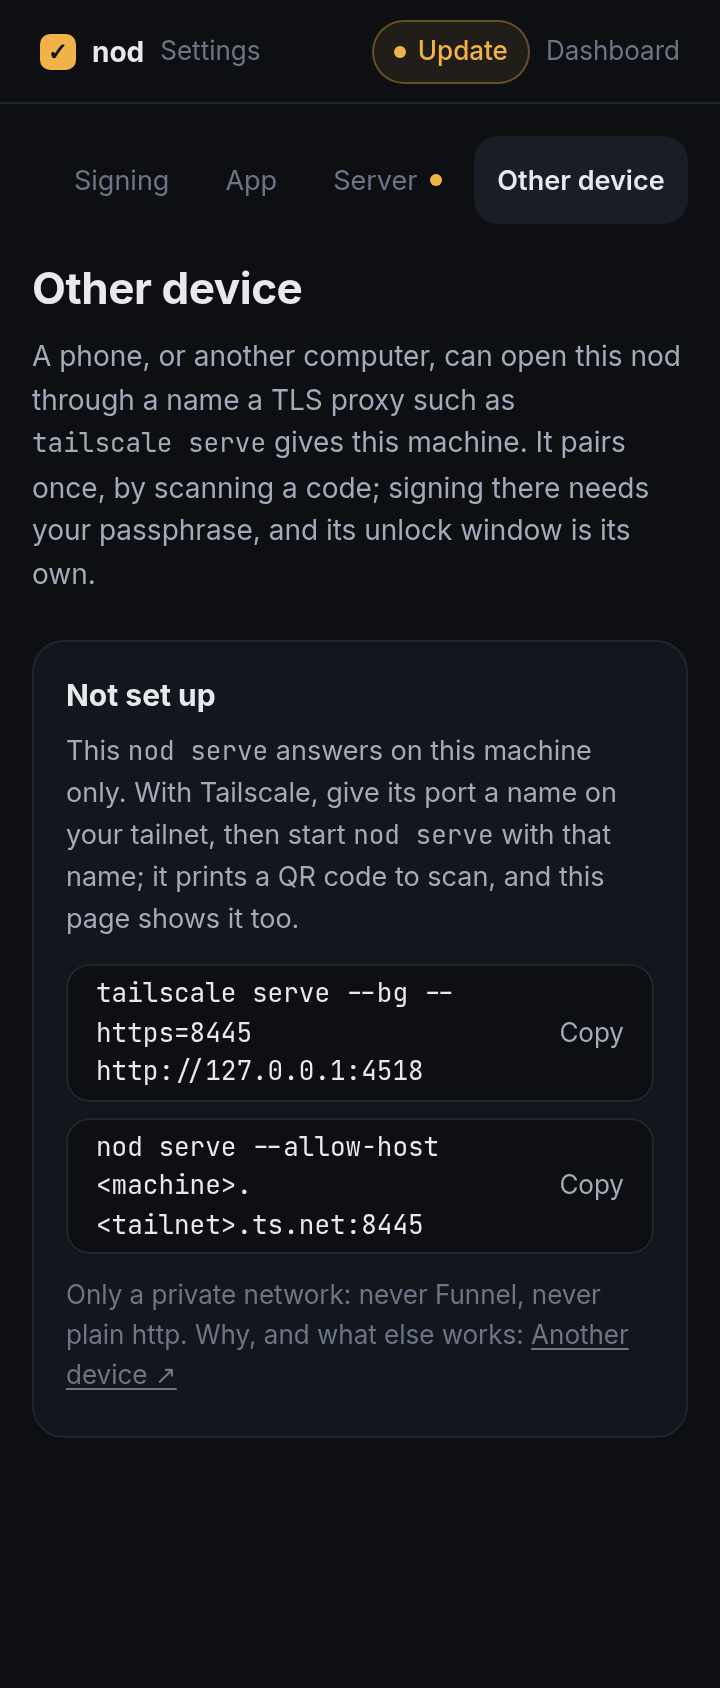 ✓ nod Settings
Update
Dashboard
Signing
App
Server
Other device
Other device
A phone, or another computer, can open this nod
through a name a TLS proxy such as
tailscale serve gives this machine. It pairs
once, by scanning a code; signing there needs
your passphrase, and its unlock window is its
own.
Not set up
This nod serve answers on this machine
only. With Tailscale, give its port a name on
your tailnet, then start nod serve with that
name; it prints a QR code to scan, and this
page shows it too.
tailscale serve --bg --
https=8445
http://127.0.0.1:4518
Copy
nod serve --allow-host
<machine>.
<tailnet>.ts.net:8445
Copy
Only a private network: never Funnel, never
plain http. Why, and what else works: Another
device ↗